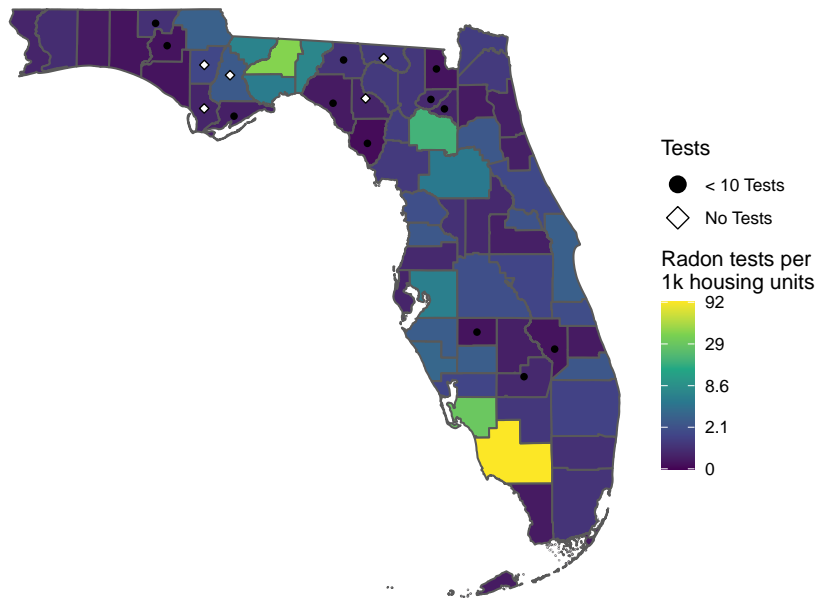 Tests
< 10 Tests
No Tests
Radon tests per
1k housing units
92
29
8.6
2.1
0